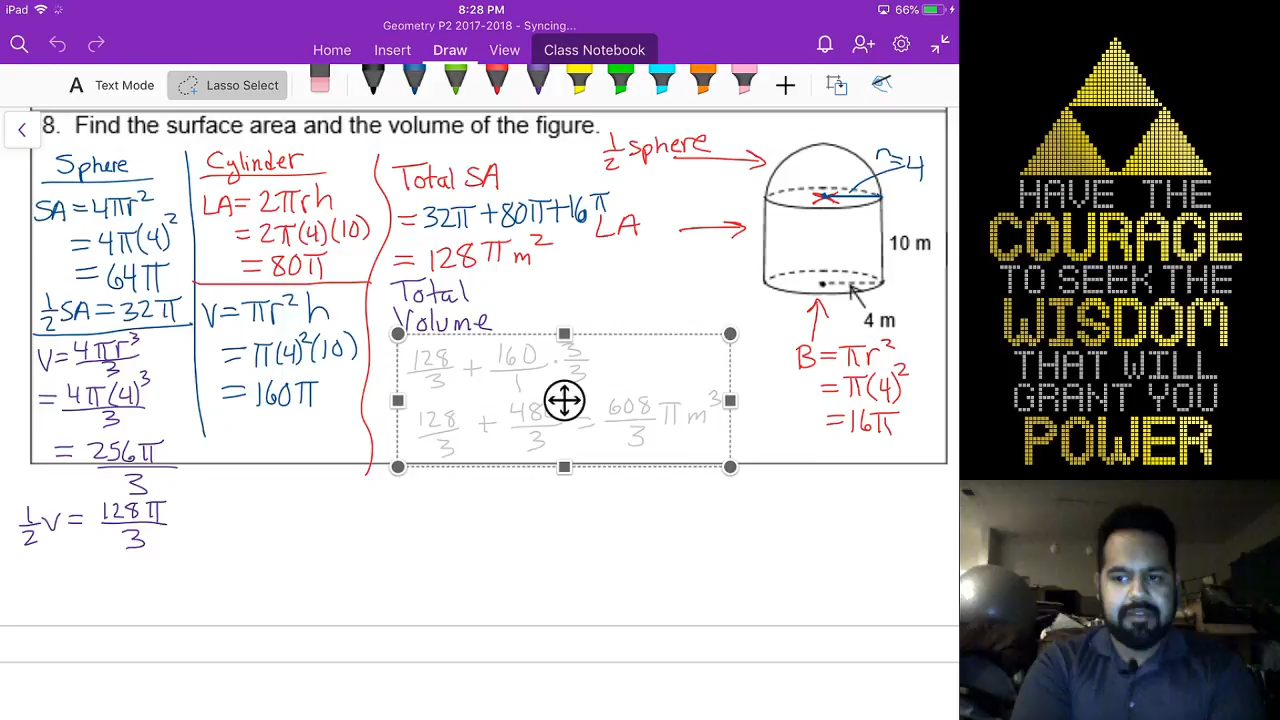 iPad 8:28 PM 66%
Geometry P2 2017-2018 - Syncing...
Home Insert Draw View Class Notebook
A Text Mode Lasso Select
8. Find the surface area and the volume of the figure.
Sphere
SA = 4πr²
= 4π(4)²
= 64π
½ SA = 32π
V = 4πr³/3
= 4π(4)³/3
= 256π/3
½ V = 128π/3
Cylinder
LA = 2πrh
= 2π(4)(10)
= 80π
V = πr²h
= π(4)²(10)
= 160π
Total SA
= 32π + 80π + 16π
= 128πm²
Total
Volume
128/3 + 160/1 · 3/3
128/3 + 48 /3 = 608/3 πm³
½ sphere
r=4
LA
10 m
4 m
B = πr²
= π(4)²
= 16π
HAVE THE
COURAGE
TO SEEK THE
WISDOM
THAT WILL
GRANT YOU
POWER